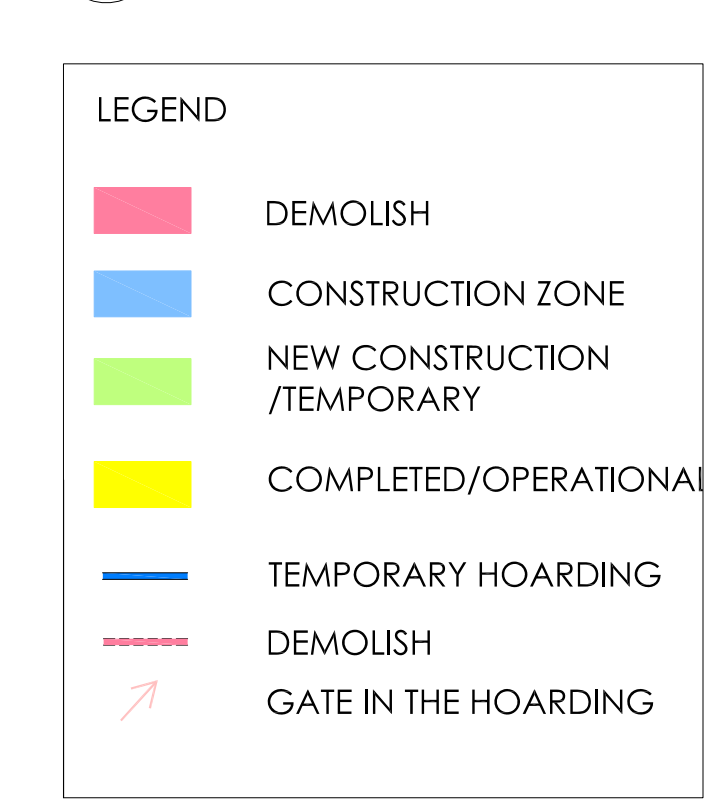 LEGEND
DEMOLISH
CONSTRUCTION ZONE
NEW CONSTRUCTION
/TEMPORARY
COMPLETED/OPERATIONAL
TEMPORARY HOARDING
DEMOLISH
GATE IN THE HOARDING